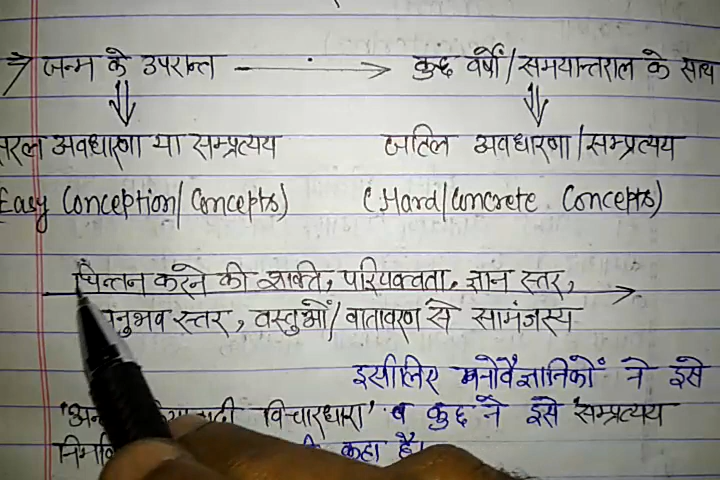 → जन्म के उपरान्त → कुछ वर्षों/समयान्तराल के साथ
सरल अवधारणा या सम्प्रत्यय जटिल अवधारणा/सम्प्रत्यय
Easy Conception/Concepts) (Hard/Concrete Concepts)
चिन्तन करने की शक्ति, परिपक्वता, ज्ञान स्तर,
अनुभव स्तर, वस्तुओं/वातावरण से सामंजस्य
इसीलिए मनोवैज्ञानिकों ने इसे
विचारधारा' व कुछ ने इसे 'सम्प्रत्यय
कहा है।